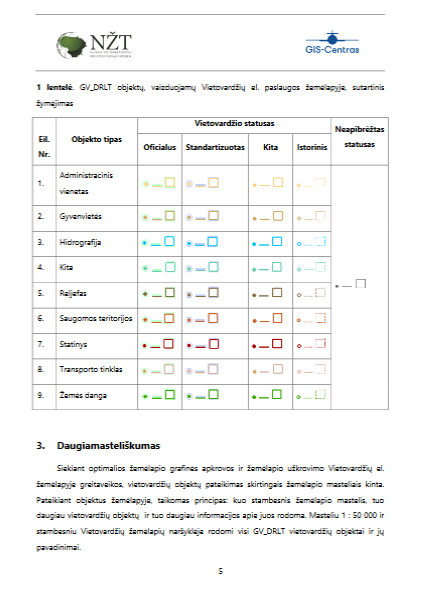 NŽT
GIS-Centras
1 lentelė. GV_DRLT objektų, vaizduojamų Vietovardžių el. paslaugos žemėlapyje, sutartinis
žymėjimas
Eil. Nr.
Objekto tipas
Vietovardžio statusas
Neapibrėžtas statusas
Oficialus
Standartizuotas
Kita
Istorinis
1. Administracinis vienetas
2. Gyvenvietės
3. Hidrografija
4. Kita
5. Reljefas
6. Saugomos teritorijos
7. Statinys
8. Transporto tinklas
9. Žemės danga
3. Daugiamasteliškumas
Siekiant optimalios žemėlapio grafinės apkrovos ir žemėlapio užkrovimo Vietovardžių el.
žemėlapyje greitaveikos, vietovardžių objektų pateikimas skirtingais žemėlapio masteliais kinta.
Pateikiant objektus žemėlapyje, taikomas principas: kuo stambesnis žemėlapio mastelis, tuo
daugiau vietovardžių objektų ir tuo daugiau informacijos apie juos rodoma. Masteliu 1 : 50 000 ir
stambesniu Vietovardžių žemėlapių naršyklėje rodomi visi GV_DRLT vietovardžių objektai ir jų
pavadinimai.
5